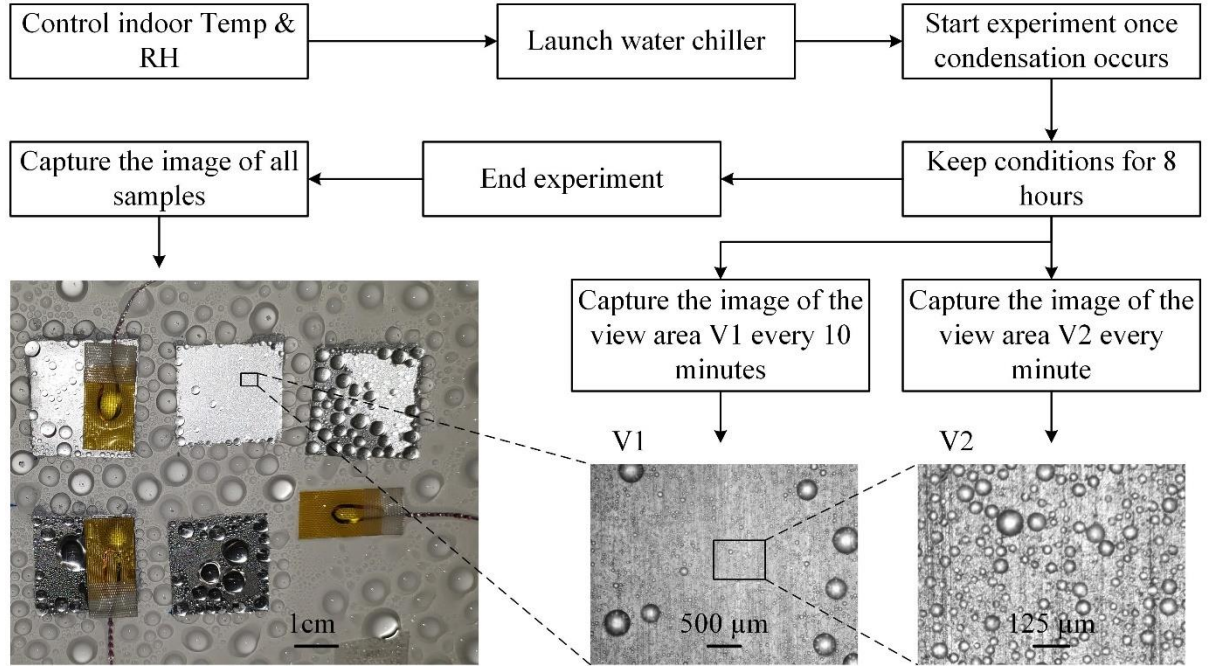 Control indoor Temp &
RH
Launch water chiller
Start experiment once
condensation occurs
Capture the image of all
samples
End experiment
Keep conditions for 8
hours
Capture the image of the
view area V1 every 10
minutes
Capture the image of the
view area V2 every
minute
V1
V2
1cm
500 μm
125 μm